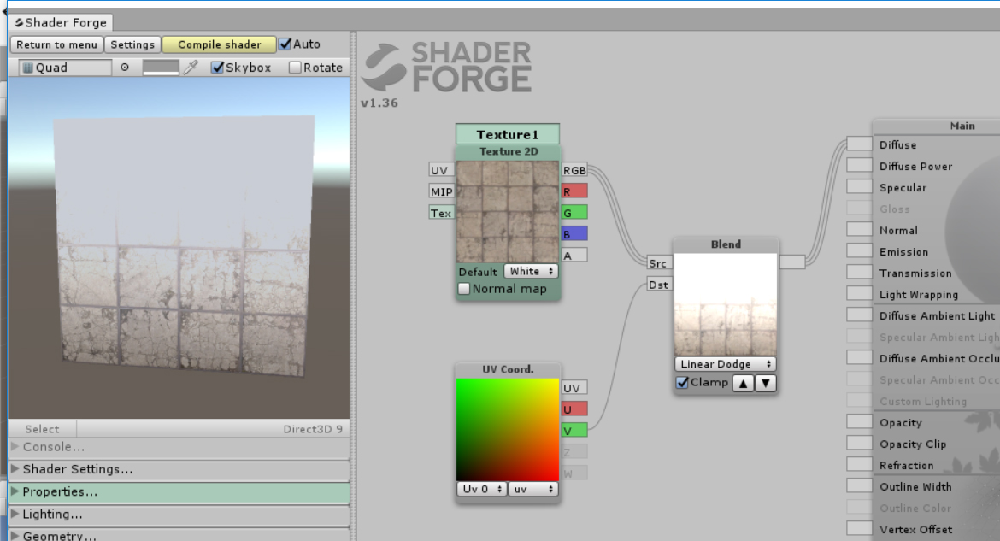 Shader Forge
Return to menu Settings Compile shader Auto
Quad Skybox Rotate
SHADER
FORGE
v1.36
Texture1
Texture 2D
UV RGB
MIP R
Tex G
B
A
Default White
Normal map
UV Coord.
UV
U
V
Z
W
Uv 0 uv
Blend
Src
Dst
Linear Dodge
Clamp
Main
Diffuse
Diffuse Power
Specular
Gloss
Normal
Emission
Transmission
Light Wrapping
Diffuse Ambient Light
Specular Ambient Ligh
Diffuse Ambient Occlu
Specular Ambient Occ
Custom Lighting
Opacity
Opacity Clip
Refraction
Outline Width
Outline Color
Vertex Offset
Select Direct3D 9
Console...
Shader Settings...
Properties...
Lighting...
Geometry...